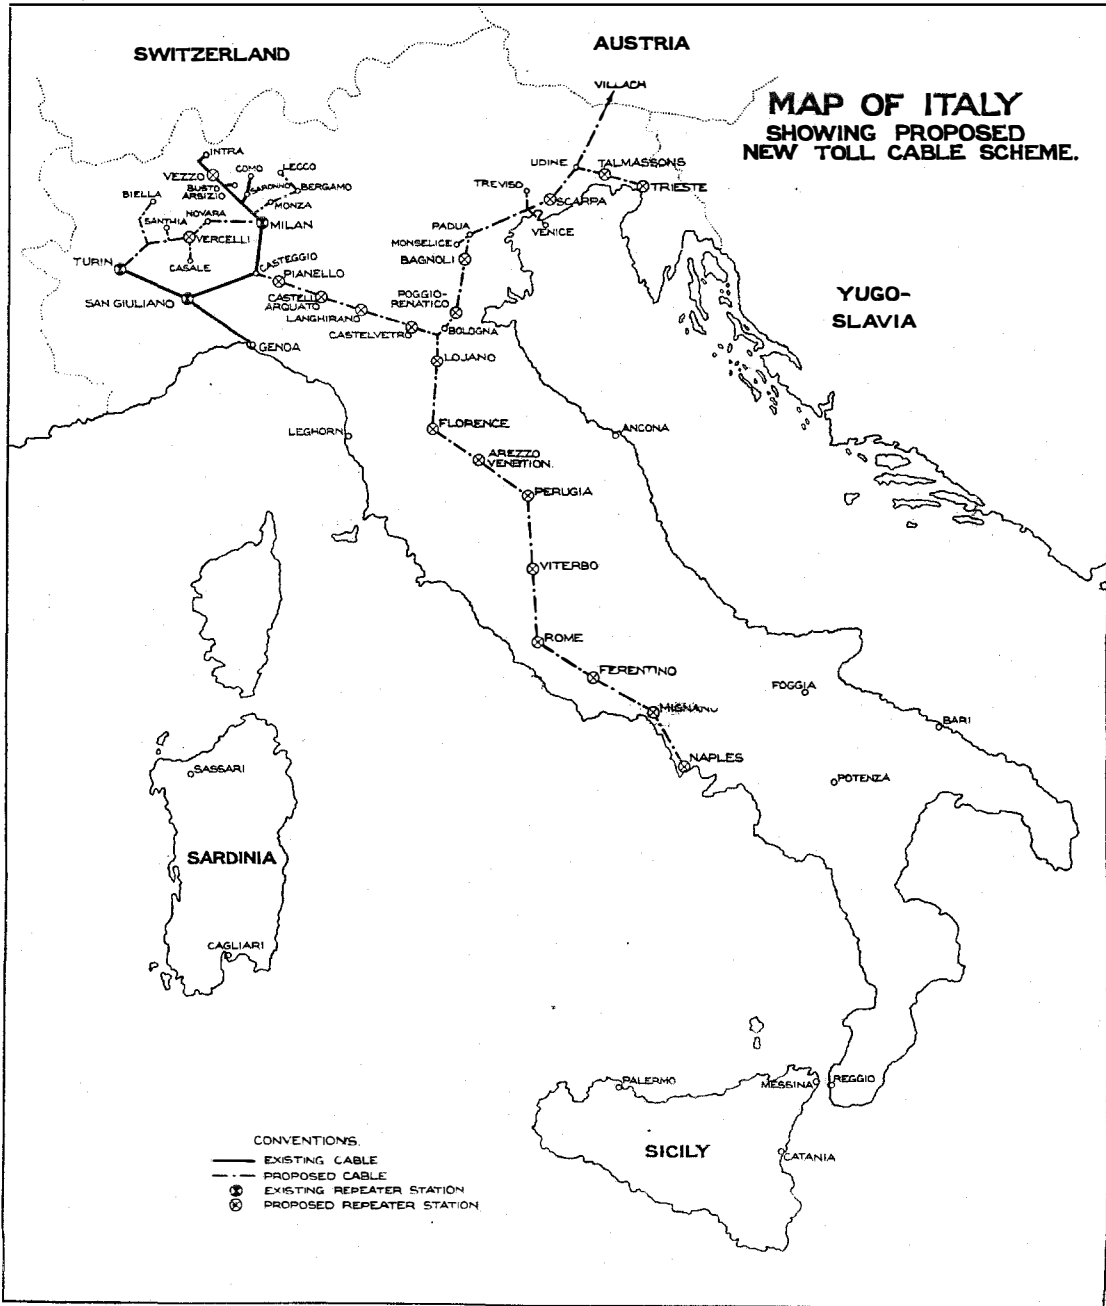 SWITZERLAND
AUSTRIA
VILLACH
MAP OF ITALY
SHOWING PROPOSED
NEW TOLL CABLE SCHEME.
INTRA
VEZZO
COMO
LECCO
BUSTO
ARSIZIO
SARONNO
BERGAMO
BIELLA
MONZA
NOVARA
SANTHIA
MILAN
VERCELLI
TURIN
CASALE
CASTEGGIO
PIANELLO
SAN GIULIANO
CASTELL
ARQUATO
LANGHIRANO
CASTELVETRO
GENOA
UDINE
TALMASSONS
TREVISO
TRIESTE
SCARPA
PADUA
VENICE
MONSELICE
BAGNOLI
POGGIO-
RENATICO
BOLOGNA
LOJANO
YUGO-
SLAVIA
FLORENCE
LEGHORN
ANCONA
AREZZO
PERUGIA
VITERBO
ROME
FERENTINO
FOGGIA
MIGNANO
BARI
NAPLES
SASSARI
POTENZA
SARDINIA
CAGLIARI
PALERMO
MESSINA
REGGIO
SICILY
CATANIA
CONVENTIONS.
EXISTING CABLE
PROPOSED CABLE
EXISTING REPEATER STATION
PROPOSED REPEATER STATION